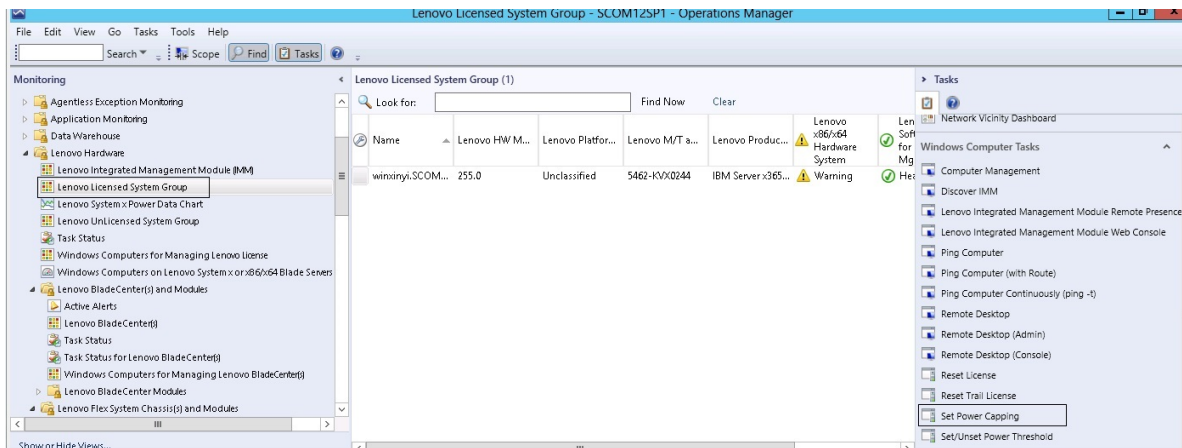 Lenovo Licensed System Group - SCOM12SP1 - Operations Manager
File Edit View Go Tasks Tools Help
Search Scope Find Tasks
Monitoring
Agentless Exception Monitoring
Application Monitoring
Data Warehouse
Lenovo Hardware
Lenovo Integrated Management Module (IMM)
Lenovo Licensed System Group
Lenovo System x Power Data Chart
Lenovo UnLicensed System Group
Task Status
Windows Computers for Managing Lenovo License
Windows Computers on Lenovo System x or x86/x64 Blade Servers
Lenovo BladeCenter(s) and Modules
Active Alerts
Lenovo BladeCenter(s)
Task Status
Task Status for Lenovo BladeCenter(s)
Windows Computers for Managing Lenovo BladeCenter(s)
Lenovo BladeCenter Modules
Lenovo Flex System Chassis(s) and Modules
Show or Hide Views...
Lenovo Licensed System Group (1)
Look for: Find Now Clear
Name Lenovo HW M... Lenovo Platfor... Lenovo M/T a... Lenovo Produc... Lenovo x86/x64 Hardware System Len Soft for Mg
winxinyi.SCOM... 255.0 Unclassified 5462-KVX0244 IBM Server x365... Warning Hea
Tasks
Network Vicinity Dashboard
Windows Computer Tasks
Computer Management
Discover IMM
Lenovo Integrated Management Module Remote Presence
Lenovo Integrated Management Module Web Console
Ping Computer
Ping Computer (with Route)
Ping Computer Continuously (ping -t)
Remote Desktop
Remote Desktop (Admin)
Remote Desktop (Console)
Reset License
Reset Trail License
Set Power Capping
Set/Unset Power Threshold